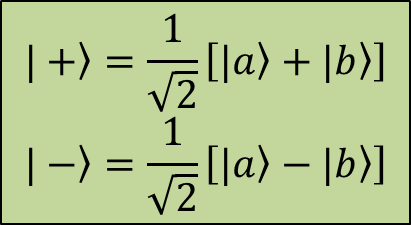 | +⟩ = 1/√2 [|a⟩ + |b⟩]
| −⟩ = 1/√2 [|a⟩ − |b⟩]